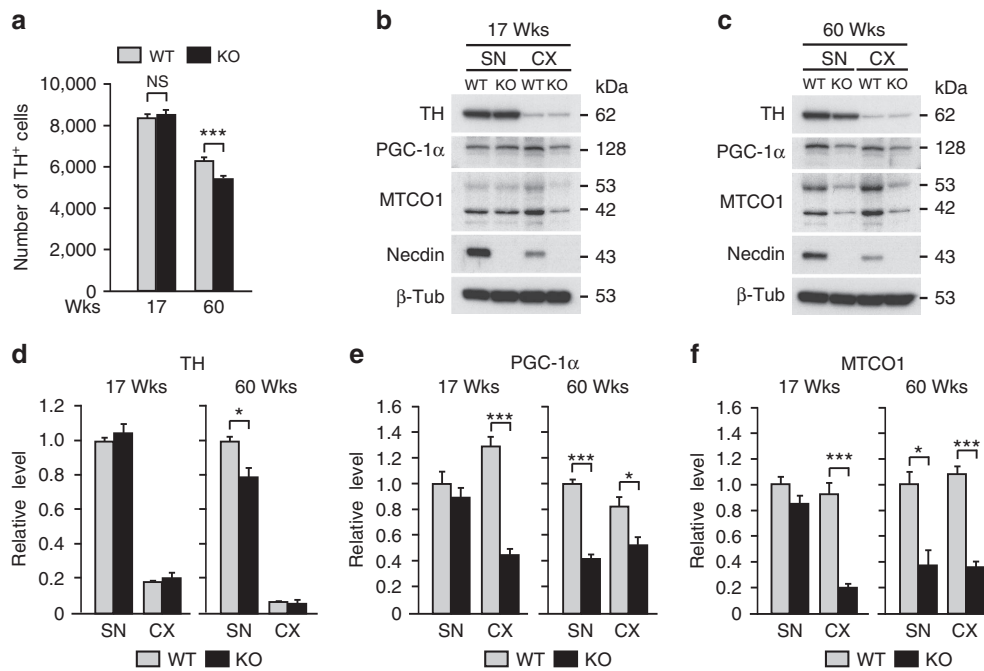 a
WT KO
10,000
8,000
6,000
4,000
2,000
0
Number of TH+ cells
NS
***
Wks 17 60
b
17 Wks
SN CX
WT KO WT KO kDa
TH 62
PGC-1α 128
MTCO1 53
42
Necdin 43
β-Tub 53
c
60 Wks
SN CX
WT KO WT KO kDa
TH 62
PGC-1α 128
MTCO1 53
42
Necdin 43
β-Tub 53
d
TH
17 Wks 60 Wks
Relative level
1.2
1.0
0.8
0.6
0.4
0.2
0
*
SN CX SN CX
WT KO
e
PGC-1α
17 Wks 60 Wks
Relative level
1.6
1.4
1.2
1.0
0.8
0.6
0.4
0.2
0
***
***
*
SN CX SN CX
WT KO
f
MTCO1
17 Wks 60 Wks
Relative level
1.6
1.4
1.2
1.0
0.8
0.6
0.4
0.2
0
***
*
***
SN CX SN CX
WT KO